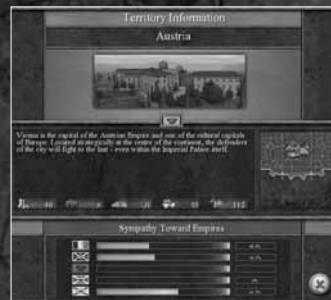 Territory Information
Austria
Vienna is the capital of the Austrian Empire and one of the cultural capitals
of Europe. Located strategically at the centre of the continent, the defenders
of the city will fight to the last - even within the Imperial Palace itself.
Sympathy Toward Empires